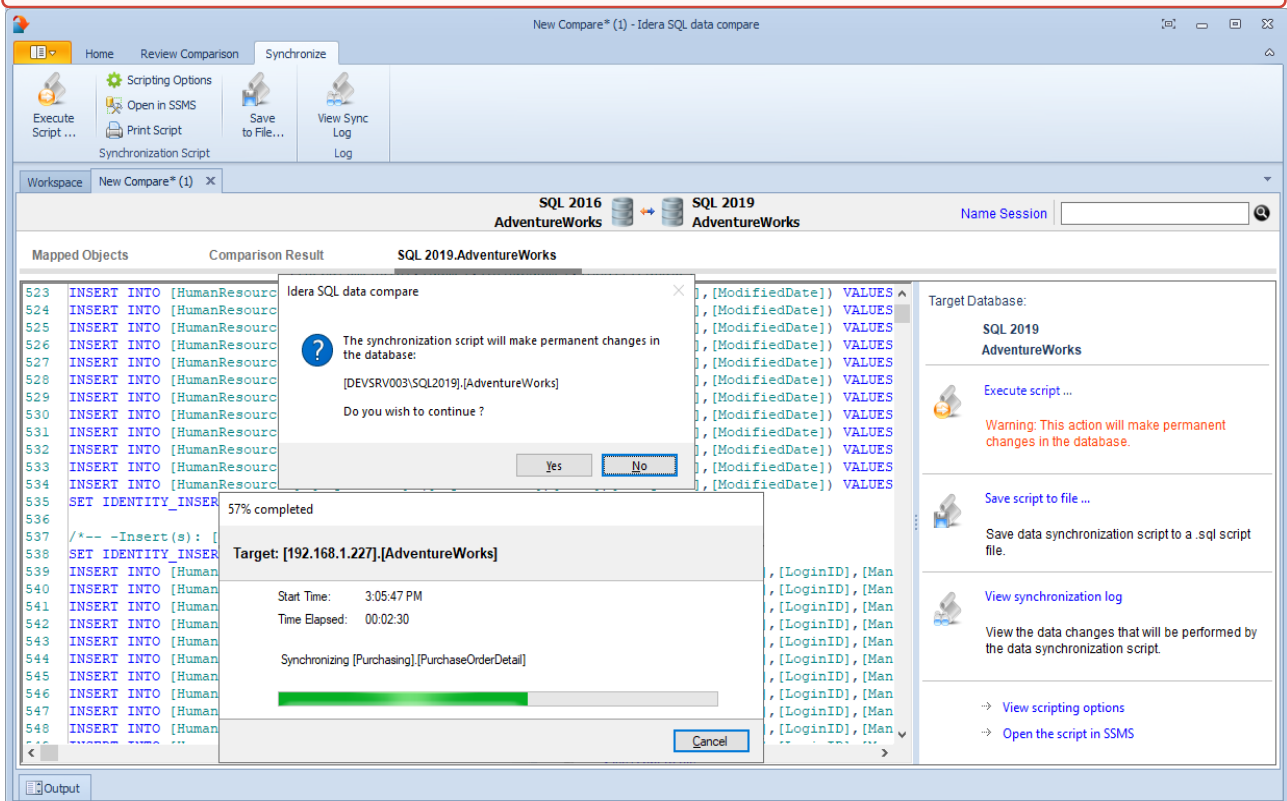 New Compare* (1) - Idera SQL data compare
Home Review Comparison Synchronize
Execute
Script ...
Scripting Options
Open in SSMS
Print Script
Save
to File...
View Sync
Log
Synchronization Script
Log
Workspace New Compare* (1)
SQL 2016
AdventureWorks
SQL 2019
AdventureWorks
Name Session
Mapped Objects Comparison Result SQL 2019.AdventureWorks
523 INSERT INTO [HumanResourc ],[ModifiedDate]) VALUES
524 INSERT INTO [HumanResourc ],[ModifiedDate]) VALUES
525 INSERT INTO [HumanResourc ],[ModifiedDate]) VALUES
526 INSERT INTO [HumanResourc ],[ModifiedDate]) VALUES
527 INSERT INTO [HumanResourc ],[ModifiedDate]) VALUES
528 INSERT INTO [HumanResourc ],[ModifiedDate]) VALUES
529 INSERT INTO [HumanResourc ],[ModifiedDate]) VALUES
530 INSERT INTO [HumanResourc ],[ModifiedDate]) VALUES
531 INSERT INTO [HumanResourc ],[ModifiedDate]) VALUES
532 INSERT INTO [HumanResourc ],[ModifiedDate]) VALUES
533 INSERT INTO [HumanResourc ],[ModifiedDate]) VALUES
534 INSERT INTO [HumanResourc ],[ModifiedDate]) VALUES
535 SET IDENTITY_INSER
536
537 /*-- -Insert(s): [
538 SET IDENTITY_INSER
539 INSERT INTO [Human ],[LoginID],[Man
540 INSERT INTO [Human ],[LoginID],[Man
541 INSERT INTO [Human ],[LoginID],[Man
542 INSERT INTO [Human ],[LoginID],[Man
543 INSERT INTO [Human ],[LoginID],[Man
544 INSERT INTO [Human ],[LoginID],[Man
545 INSERT INTO [Human ],[LoginID],[Man
546 INSERT INTO [Human ],[LoginID],[Man
547 INSERT INTO [Human ],[LoginID],[Man
548 INSERT INTO [Human ],[LoginID],[Man
Idera SQL data compare
The synchronization script will make permanent changes in
the database:
[DEVSRV003\SQL2019].[AdventureWorks]
Do you wish to continue ?
Yes No
57% completed
Target: [192.168.1.227].[AdventureWorks]
Start Time: 3:05:47 PM
Time Elapsed: 00:02:30
Synchronizing [Purchasing].[PurchaseOrderDetail]
Cancel
Target Database:
SQL 2019
AdventureWorks
Execute script ...
Warning: This action will make permanent
changes in the database.
Save script to file ...
Save data synchronization script to a .sql script
file.
View synchronization log
View the data changes that will be performed by
the data synchronization script.
View scripting options
Open the script in SSMS
Output